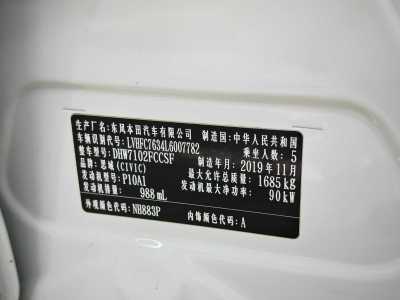 生产厂名:东风本田汽车有限公司 制造国:中华人民共和国
车辆识别代号:LVHFC7634L6007782 乘坐人数: 5
整车型号:DHW7102FCCSF 制造年月:2019年11月
品牌:思域(CIVIC) 最大允许总质量:1685kg
发动机型号:P10A1 发动机最大净功率: 90kW
发动机排量: 988 mL
外观颜色代码: NH883P 内饰颜色代码: A